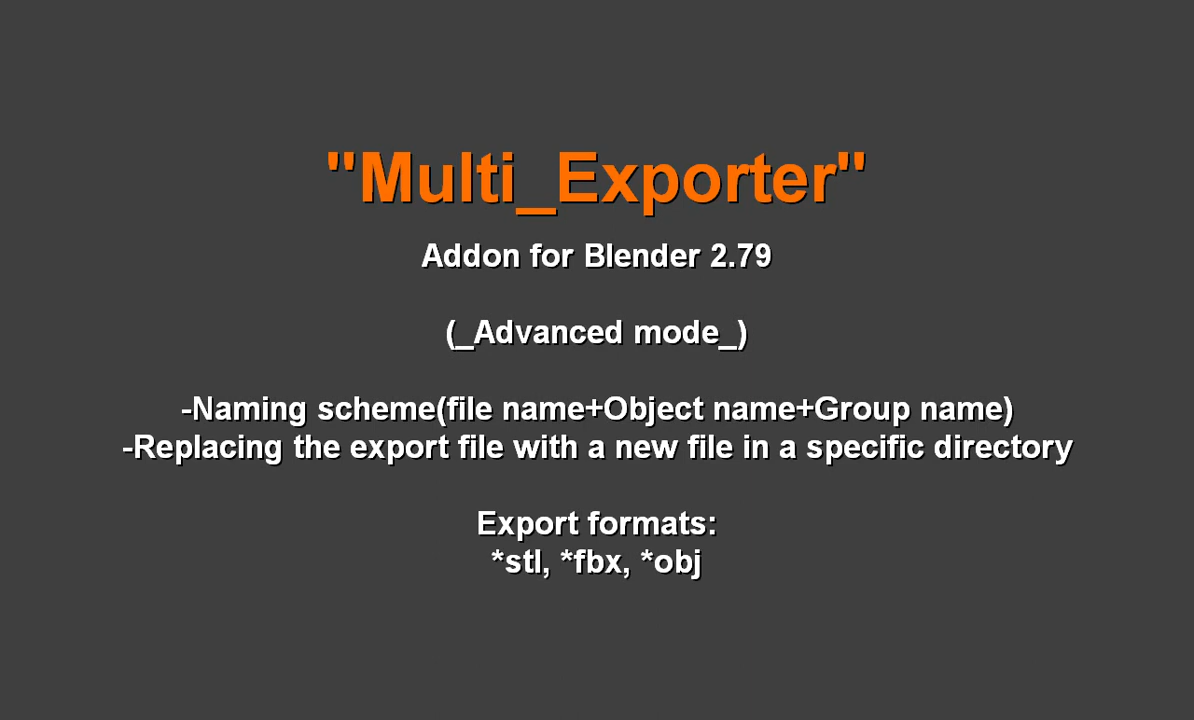 "Multi_Exporter"
Addon for Blender 2.79
(_Advanced mode_)
-Naming scheme(file name+Object name+Group name)
-Replacing the export file with a new file in a specific directory
Export formats:
*stl, *fbx, *obj